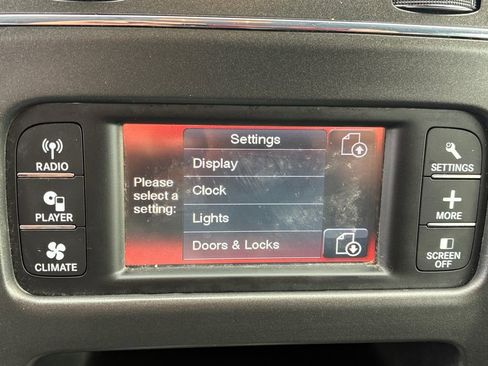 RADIO
PLAYER
CLIMATE
Settings
Please
select a
setting:
Display
Clock
Lights
Doors & Locks
SETTINGS
MORE
SCREEN
OFF